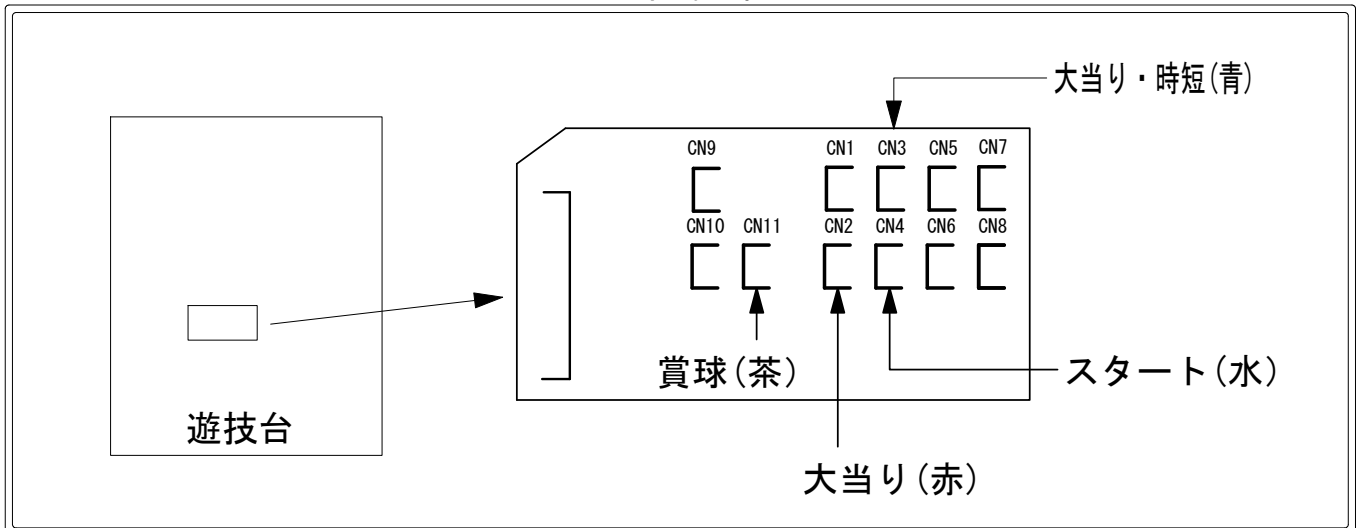 大当り・時短(青)
CN9 CN1 CN3 CN5 CN7
CN10 CN11 CN2 CN4 CN6 CN8
賞球(茶)
スタート(水)
遊技台
大当り(赤)